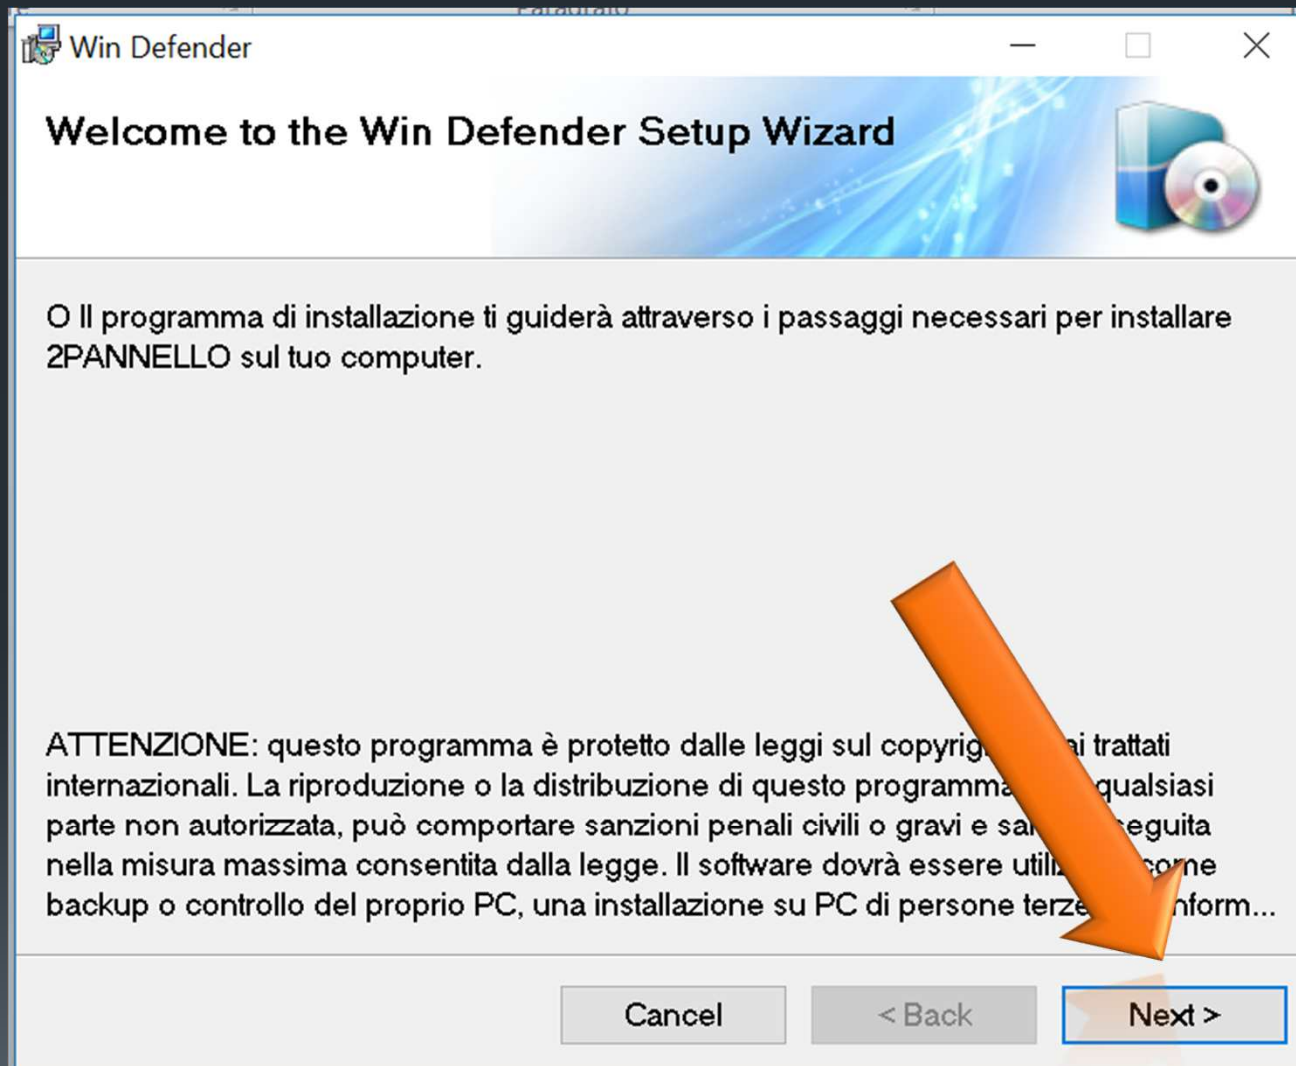 Paragrafo
Win Defender
Welcome to the Win Defender Setup Wizard
O Il programma di installazione ti guiderà attraverso i passaggi necessari per installare
2PANNELLO sul tuo computer.
ATTENZIONE: questo programma è protetto dalle leggi sul copyrig ai trattati
internazionali. La riproduzione o la distribuzione di questo programma qualsiasi
parte non autorizzata, può comportare sanzioni penali civili o gravi e sa seguita
nella misura massima consentita dalla legge. Il software dovrà essere utiliz come
backup o controllo del proprio PC, una installazione su PC di persone terze nform...
Cancel
< Back
Next >